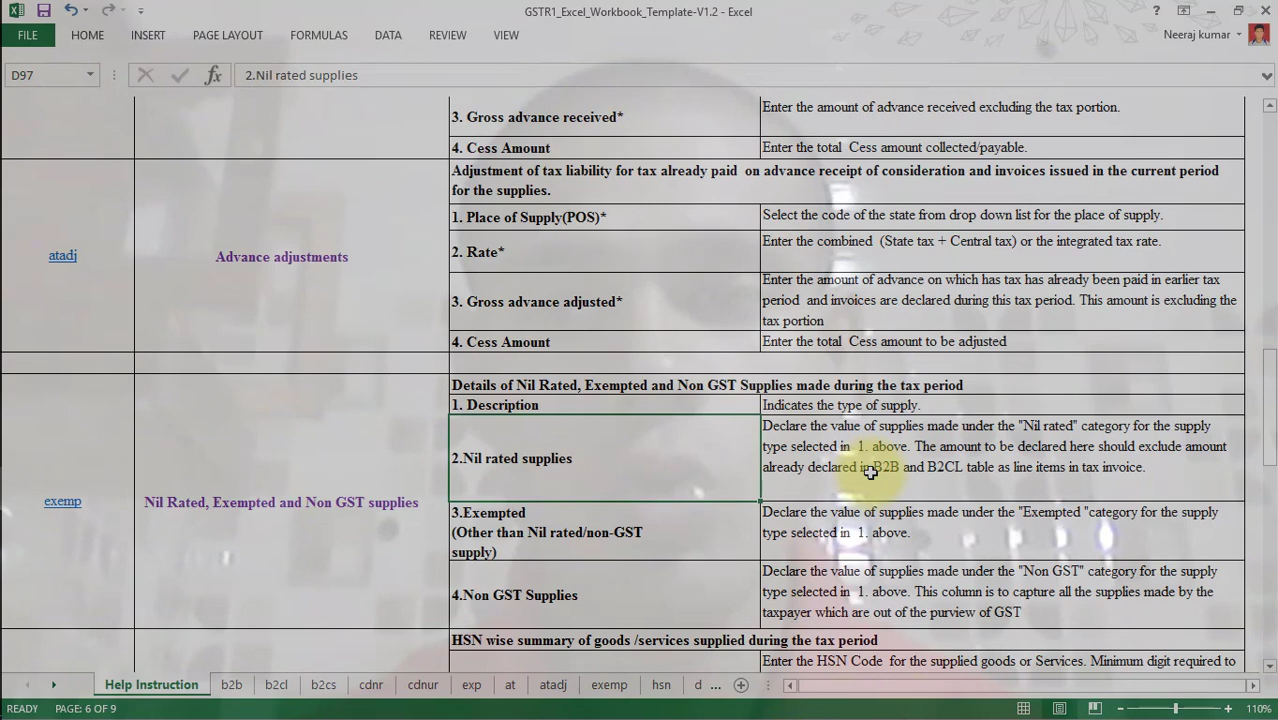 GSTR1_Excel_Workbook_Template-V1.2 - Excel
FILE HOME INSERT PAGE LAYOUT FORMULAS DATA REVIEW VIEW Neeraj kumar
D97 2.Nil rated supplies
3. Gross advance received*
Enter the amount of advance received excluding the tax portion.
4. Cess Amount
Enter the total Cess amount collected/payable.
atadj
Advance adjustments
Adjustment of tax liability for tax already paid on advance receipt of consideration and invoices issued in the current period
for the supplies.
1. Place of Supply(POS)*
Select the code of the state from drop down list for the place of supply.
2. Rate*
Enter the combined (State tax + Central tax) or the integrated tax rate.
3. Gross advance adjusted*
Enter the amount of advance on which has tax has already been paid in earlier tax
period and invoices are declared during this tax period. This amount is excluding the
tax portion
4. Cess Amount
Enter the total Cess amount to be adjusted
exemp
Nil Rated, Exempted and Non GST supplies
Details of Nil Rated, Exempted and Non GST Supplies made during the tax period
1. Description
Indicates the type of supply.
2.Nil rated supplies
Declare the value of supplies made under the "Nil rated" category for the supply
type selected in 1. above. The amount to be declared here should exclude amount
already declared in B2B and B2CL table as line items in tax invoice.
3.Exempted
(Other than Nil rated/non-GST
supply)
Declare the value of supplies made under the "Exempted "category for the supply
type selected in 1. above.
4.Non GST Supplies
Declare the value of supplies made under the "Non GST" category for the supply
type selected in 1. above. This column is to capture all the supplies made by the
taxpayer which are out of the purview of GST
HSN wise summary of goods /services supplied during the tax period
Enter the HSN Code for the supplied goods or Services. Minimum digit required to
Help Instruction b2b b2cl b2cs cdnr cdnur exp at atadj exemp hsn d ...
READY PAGE: 6 OF 9 110%